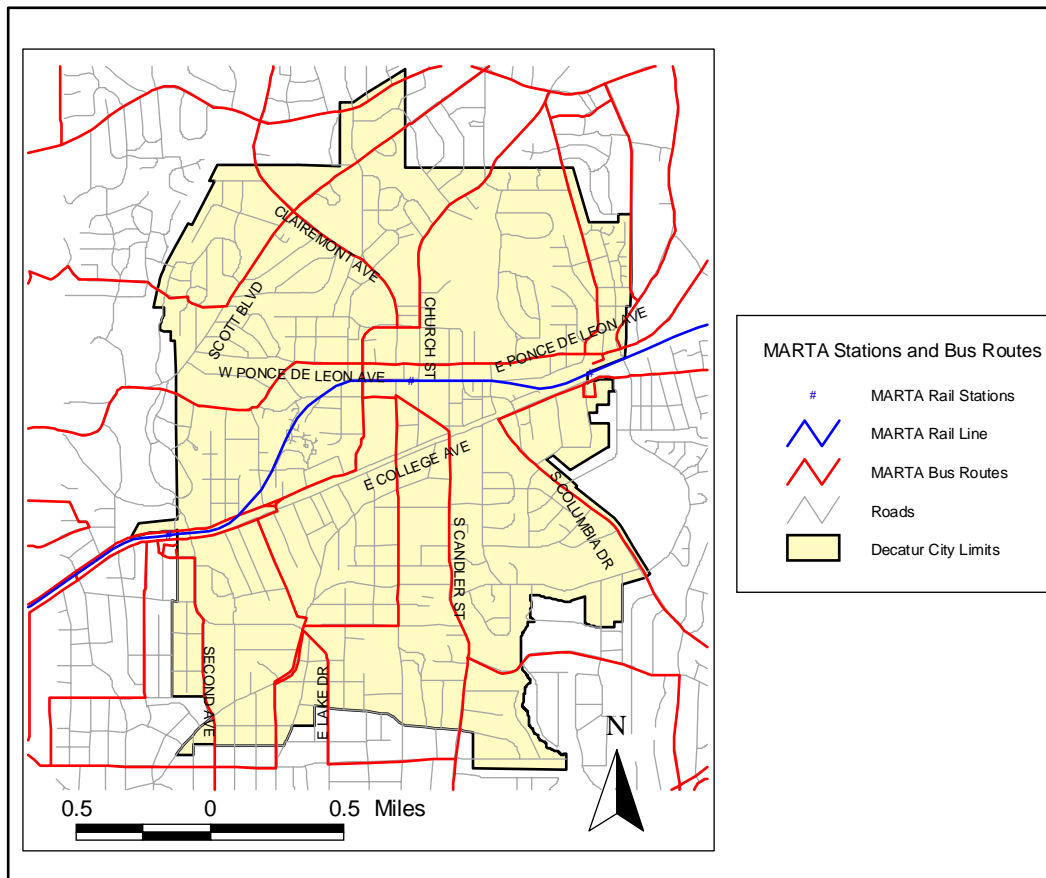 CLAIREMONT AVE
SCOTT BLVD
CHURCH ST
E PONCE DE LEON AVE
W PONCE DE LEON AVE
#
#
E COLLEGE AVE
S COLUMBIA DR
#
S CANDLER ST
SECOND AVE
E LAKE DR
N
0.5 0 0.5 Miles
MARTA Stations and Bus Routes
# MARTA Rail Stations
MARTA Rail Line
MARTA Bus Routes
Roads
Decatur City Limits